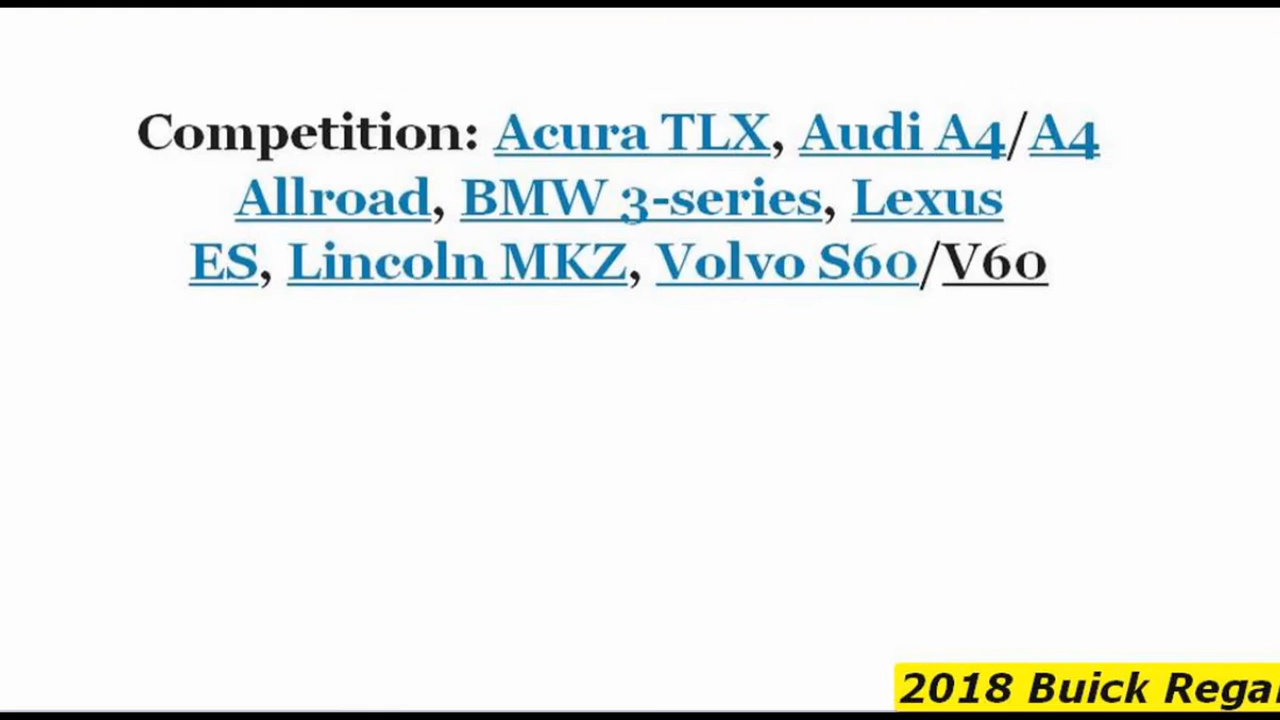 Competition: Acura TLX, Audi A4/A4
Allroad, BMW 3-series, Lexus
ES, Lincoln MKZ, Volvo S60/V60
2018 Buick Regal